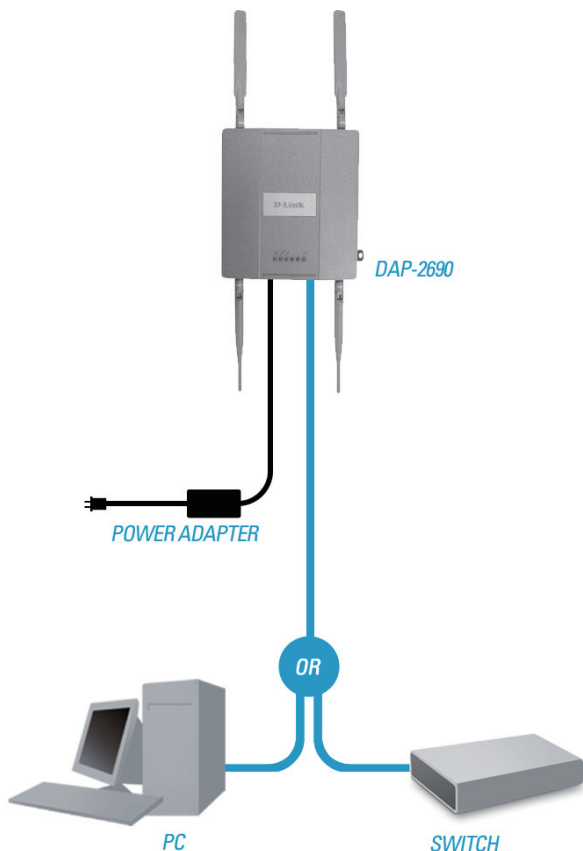 D-Link
DAP-2690
POWER ADAPTER
OR
PC
SWITCH